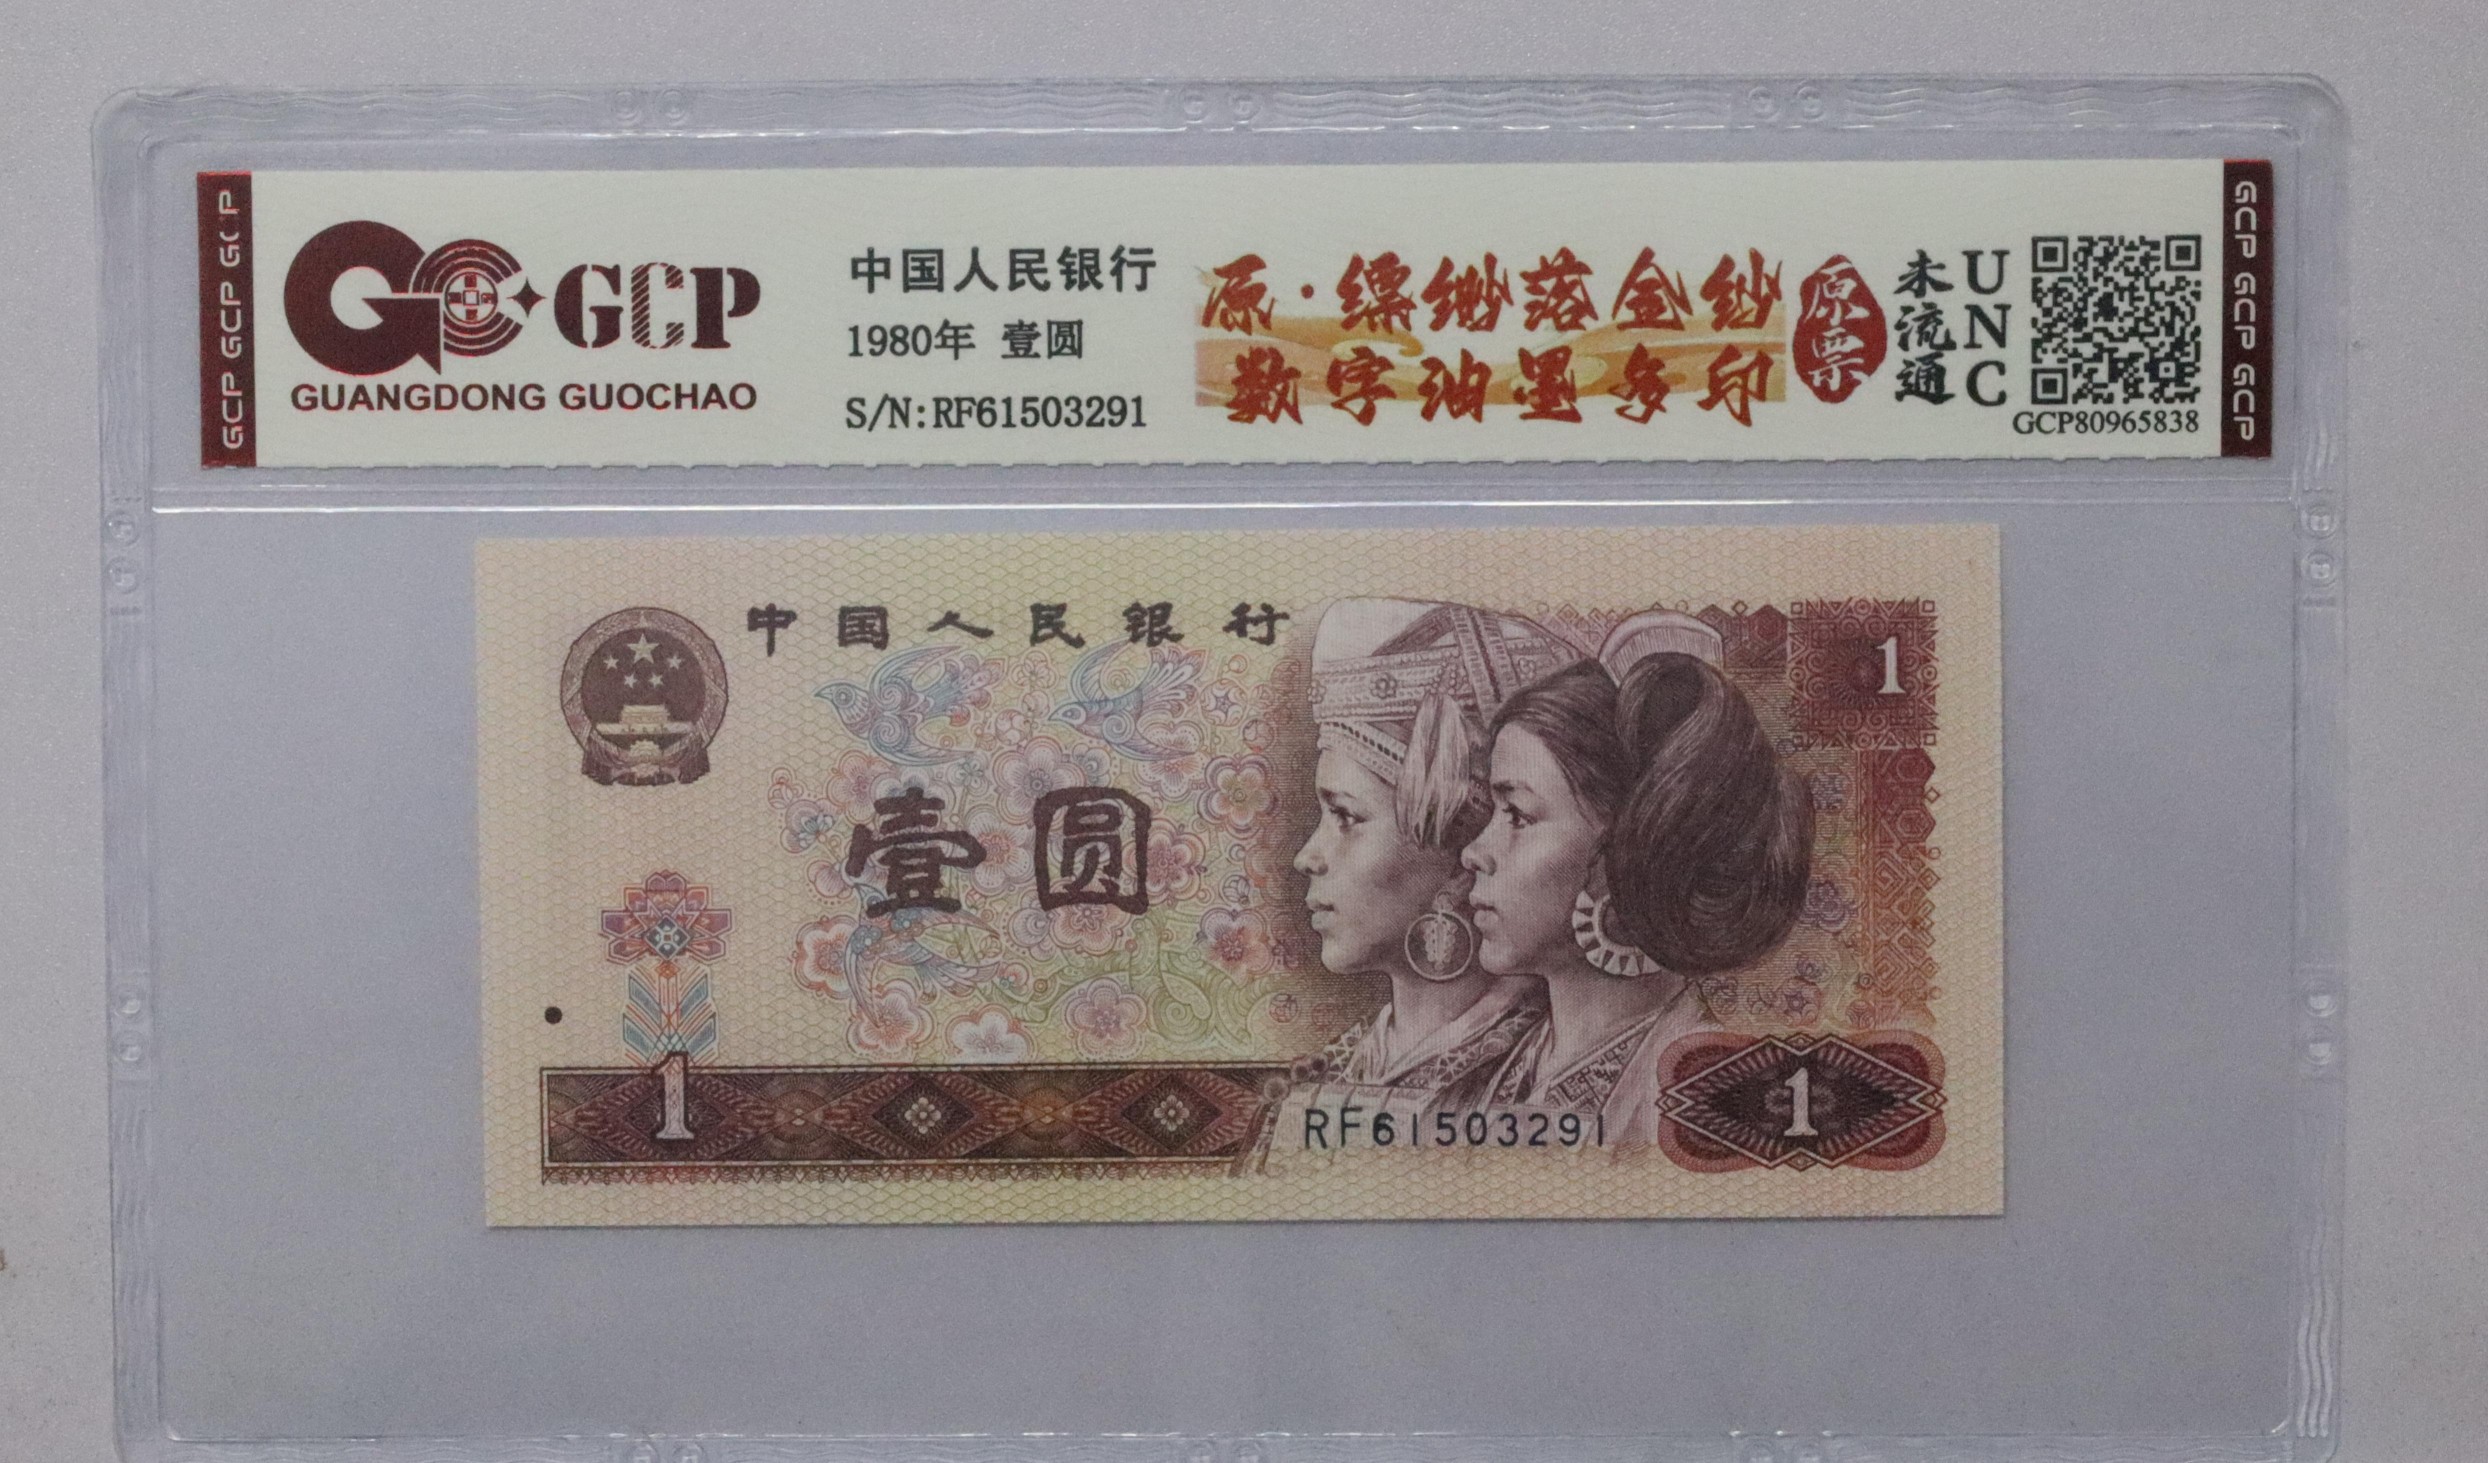 GCP GCP GCP
GCP
GUANGDONG GUOCHAO
中国人民银行
1980年 壹圆
S/N:RF61503291
原·缥缈落金纱
数字油墨多印
原票
未流通
UNC
GCP80965838
GCP GCP GCP GCP
中国人民银行
1
壹圆
1
RF61503291
1